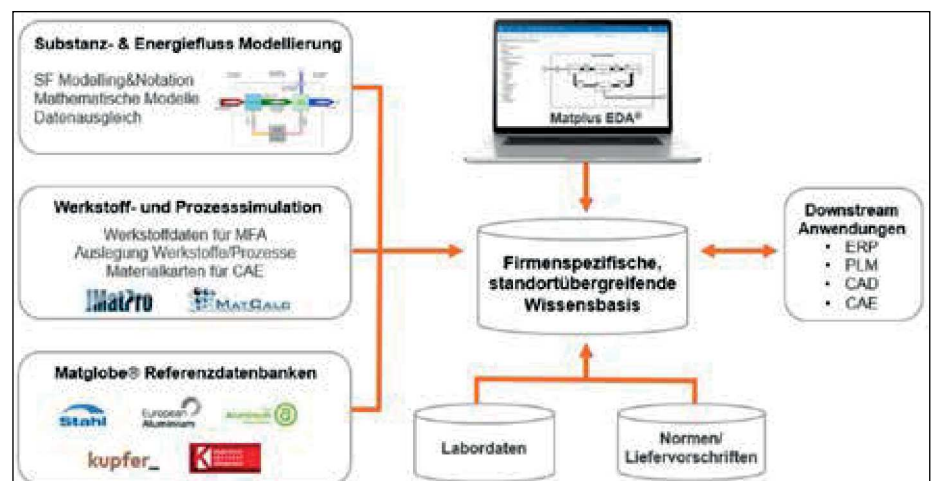 Substanz- & Energiefluss Modellierung
SF Modelling&Notation
Mathematische Modelle
Datenausgleich
Werkstoff- und Prozesssimulation
Werkstoffdaten für MFA
Auslegung Werkstoffe/Prozesse
Materialkarten für CAE
MatPro
MATCALC
Matglobe® Referenzdatenbanken
Stahl
European
Aluminium
kupfer_
Matplus EDA®
Firmenspezifische,
standortübergreifende
Wissensbasis
Labordaten
Normen/
Liefervorschriften
Downstream
Anwendungen
• ERP
• PLM
• CAD
• CAE